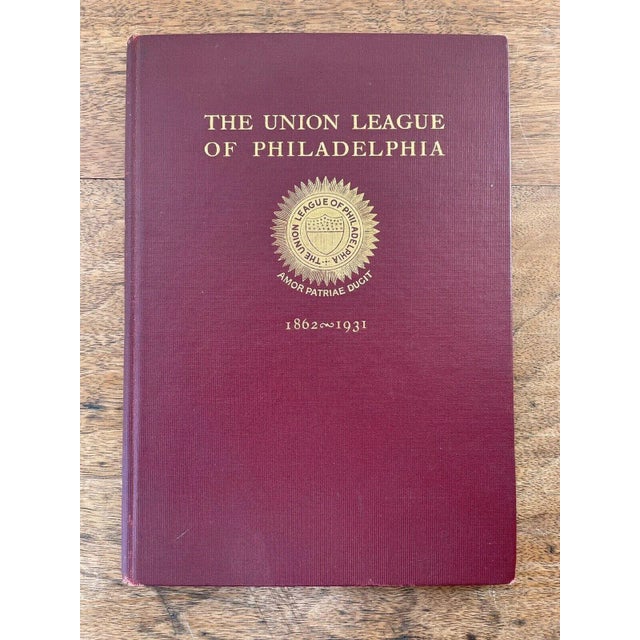 THE UNION LEAGUE
OF PHILADELPHIA
THE UNION LEAGUE OF PHILADELPHIA
AMOR PATRIAE DUCIT
1862~1931